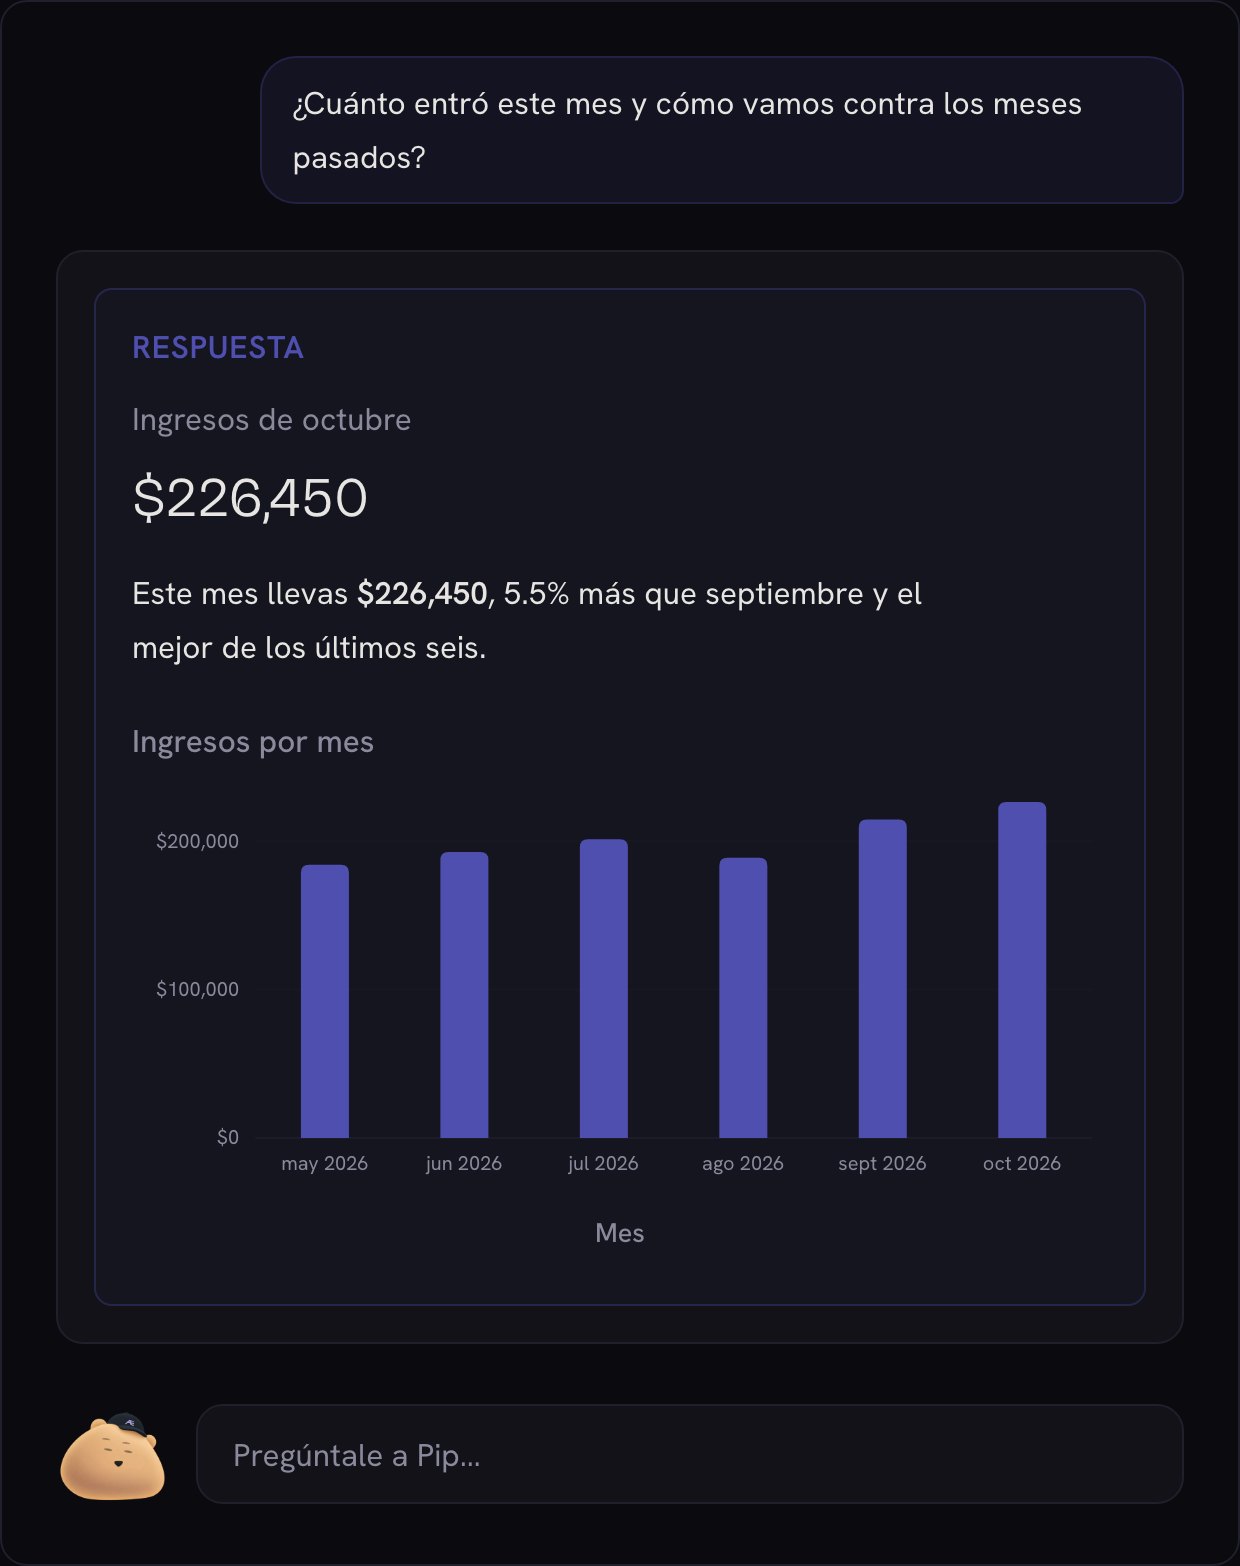 ¿Cuánto entró este mes y cómo vamos contra los meses
pasados?
RESPUESTA
Ingresos de octubre
$226,450
Este mes llevas $226,450, 5.5% más que septiembre y el
mejor de los últimos seis.
Ingresos por mes
$200,000
$100,000
$0
may 2026 jun 2026 jul 2026 ago 2026 sept 2026 oct 2026
Mes
Pregúntale a Pip...